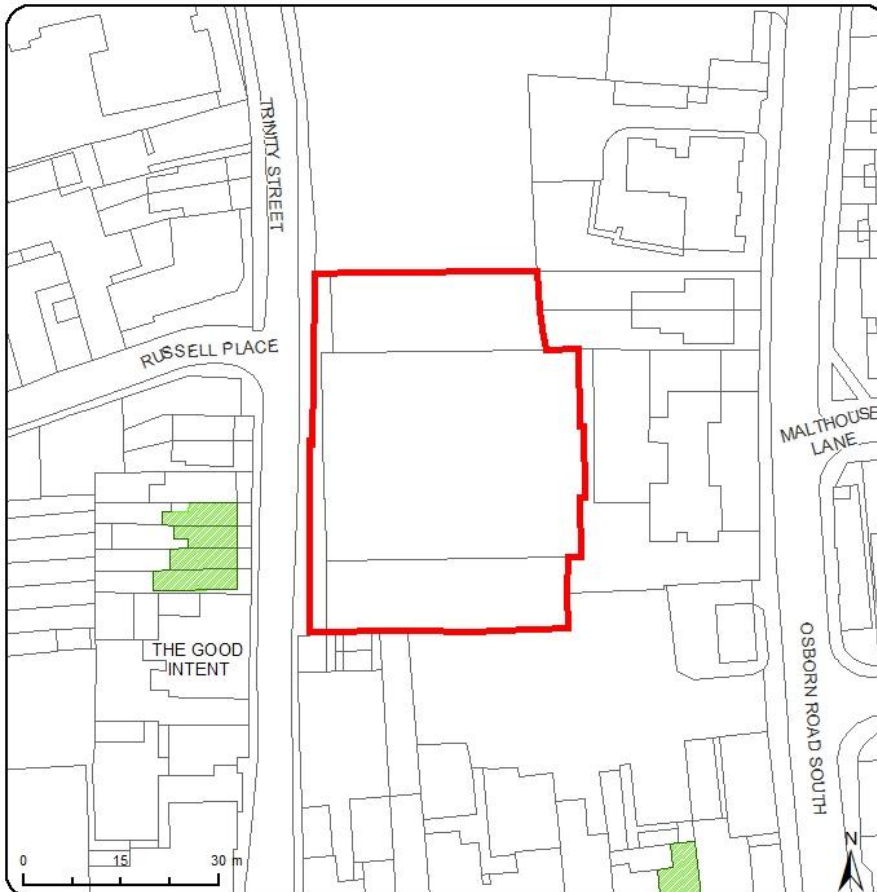 TRINITY STREET
RUSSELL PLACE
MALTHOUSE
LANE
THE GOOD
INTENT
OSBORN ROAD SOUTH
0 15 30 m
N